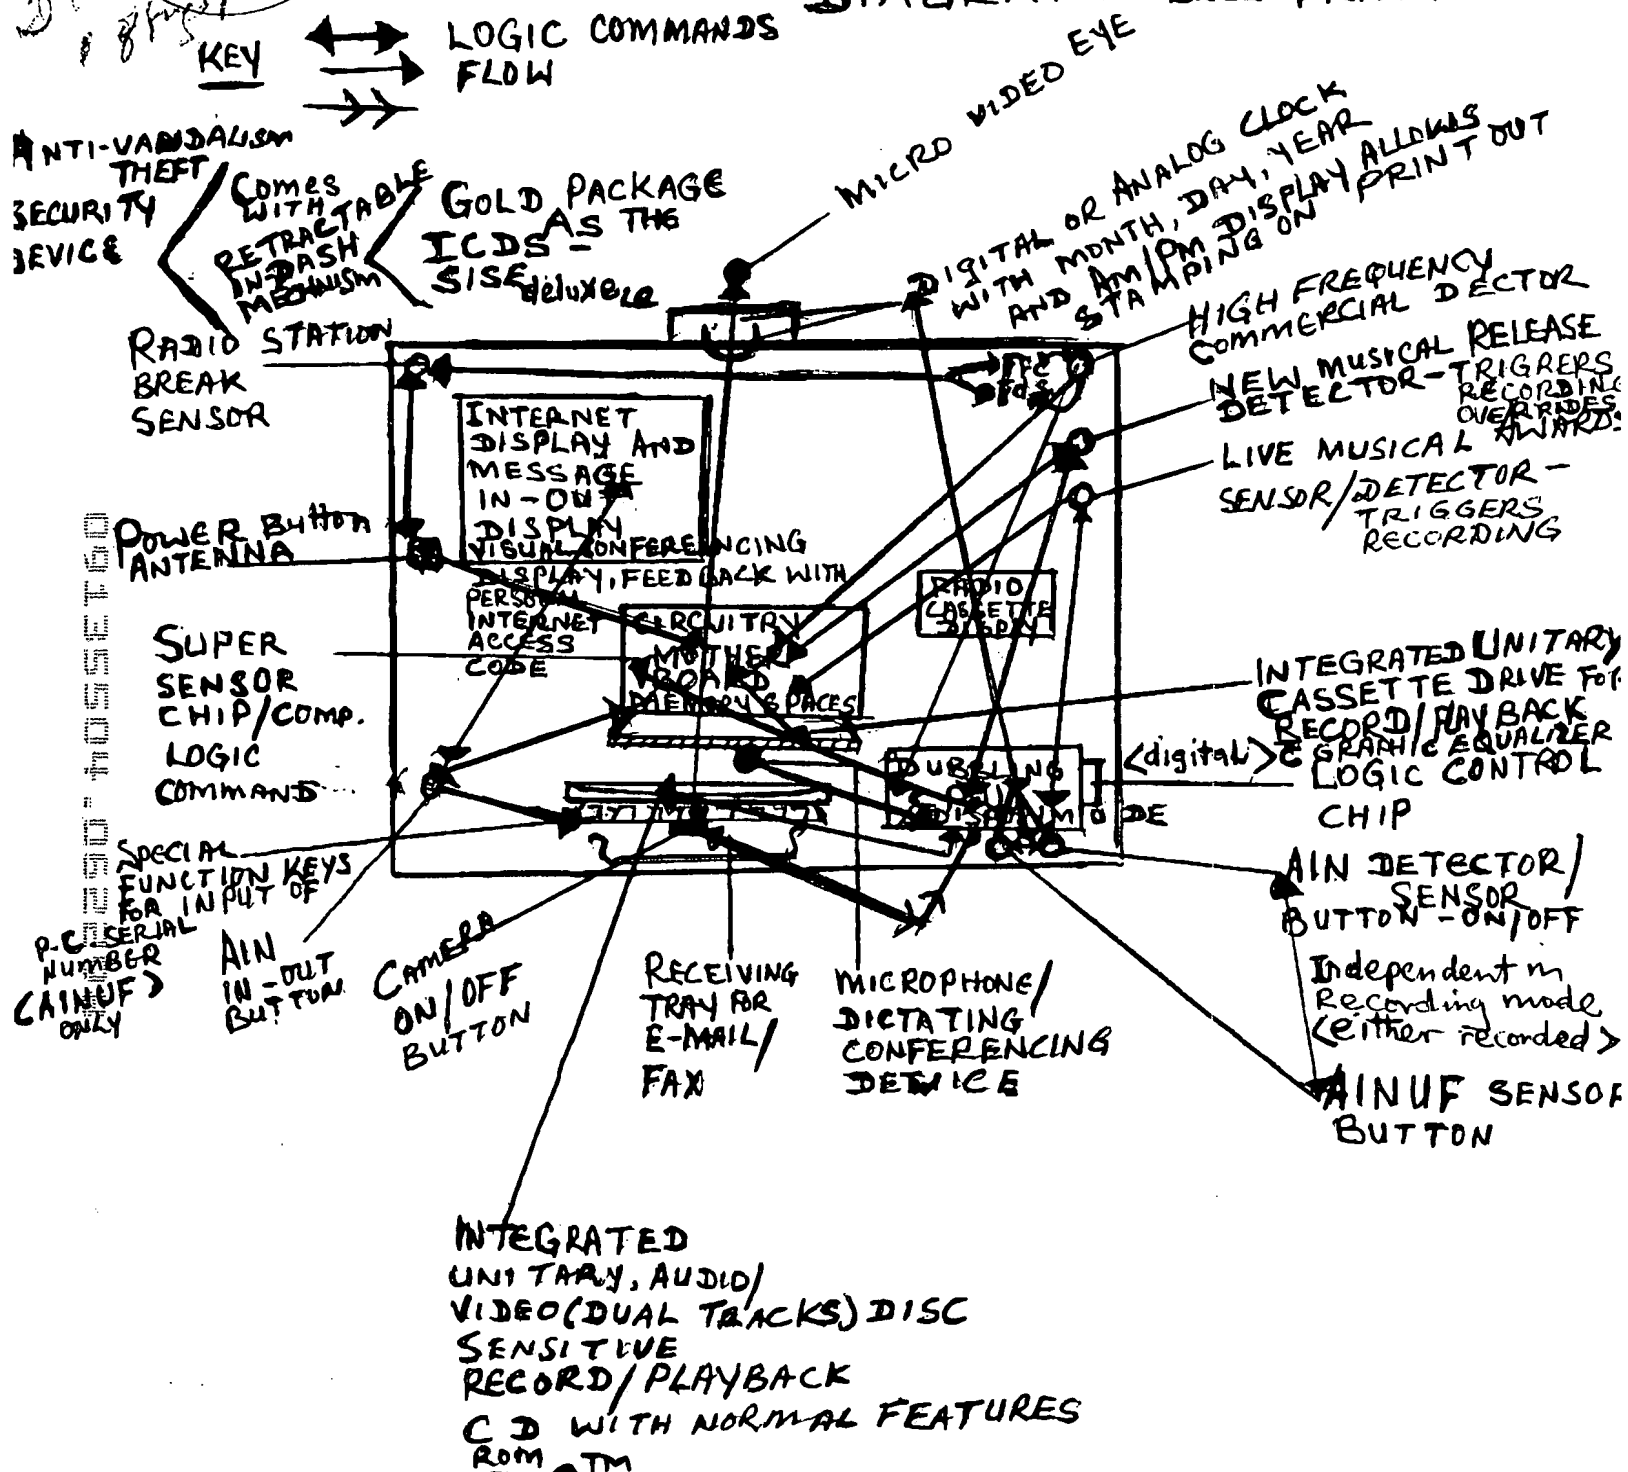 KEY
LOGIC COMMANDS
FLOW
MICRO VIDEO EYE
ANTI-VANDALISM
THEFT
SECURITY
DEVICE
COMES
WITH
RETRACTABLE
IN-DASH
MECHNISM
GOLD PACKAGE
AS THE
ICDS -
SISE deluxe
DIGITAL OR ANALOG CLOCK
WITH MONTH, DAY, YEAR
AND AM/PM DISPLAY ALLOWS
STAMPING ON PRINT OUT
RADIO STATION
BREAK
SENSOR
HIGH FREQUENCY
COMMERCIAL DECTOR
NEW MUSICAL RELEASE
DETECTOR-TRIGRERS
RECORDING
OVERRIDES
LIVE MUSICAL AWARDS
SENSOR/DETECTOR -
TRIGGERS
RECORDING
INTERNET
DISPLAY AND
MESSAGE
IN-OUT
DISPLAY
VISUAL CONFERENCING
DISPLAY, FEEDBACK WITH
PERSONAL
INTERNET
ACCESS
CODE
POWER BUTTON
ANTENNA
RADIO
CASSETTE
DISPLAY
CIRCUITRY
MOTHER
BOARD
MEMORY SPACES
SUPER
SENSOR
CHIP/COMP.
LOGIC
COMMAND
INTEGRATED UNITARY
CASSETTE DRIVE FOR
RECORD/PLAYBACK
<digital> GRAPHIC EQUALIZER
LOGIC CONTROL
CHIP
DUBBLING
MODE
SPECIAL
FUNCTION KEYS
FOR INPUT OF
P.C. SERIAL
NUMBER
(AINUF>
ONLY
AIN
IN-OUT
BUTTON
CAMERA
ON/OFF
BUTTON
RECEIVING
TRAY FOR
E-MAIL/
FAX
MICROPHONE/
DICTATING
CONFERENCING
DEVICE
AIN DETECTOR/
SENSOR
BUTTON-ON/OFF
Independent in
Recording mode
<either recorded>
AINUF SENSOR
BUTTON
INTEGRATED
UNITARY, AUDIO/
VIDEO (DUAL TRACKS) DISC
SENSITIVE
RECORD/PLAYBACK
CD WITH NORMAL FEATURES
ROM
TM